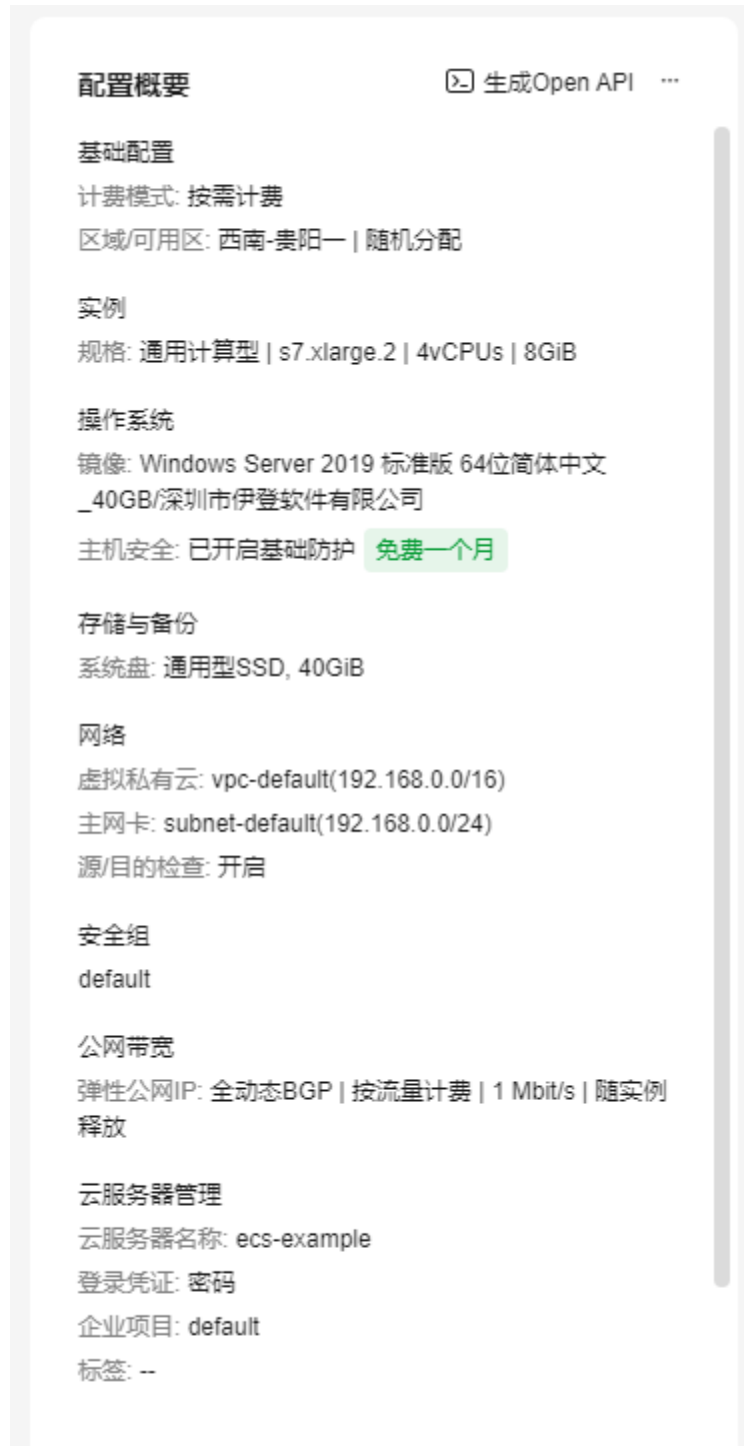 配置概要
生成Open API ...
基础配置
计费模式: 按需计费
区域/可用区: 西南-贵阳一 | 随机分配
实例
规格: 通用计算型 | s7.xlarge.2 | 4vCPUs | 8GiB
操作系统
镜像: Windows Server 2019 标准版 64位简体中文
_40GB/深圳市伊登软件有限公司
主机安全: 已开启基础防护 免费一个月
存储与备份
系统盘: 通用型SSD, 40GiB
网络
虚拟私有云: vpc-default(192.168.0.0/16)
主网卡: subnet-default(192.168.0.0/24)
源/目的检查: 开启
安全组
default
公网带宽
弹性公网IP: 全动态BGP | 按流量计费 | 1 Mbit/s | 随实例
释放
云服务器管理
云服务器名称: ecs-example
登录凭证: 密码
企业项目: default
标签: --